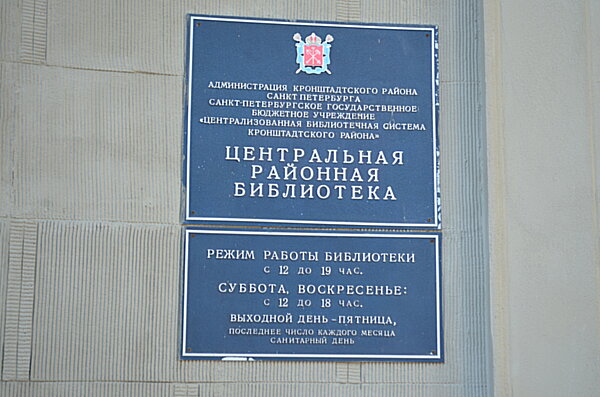 АДМИНИСТРАЦИЯ КРОНШТАДТСКОГО РАЙОНА
САНКТ ПЕТЕРБУРГА
САНКТ-ПЕТЕРБУРГСКОЕ ГОСУДАРСТВЕННОЕ
БЮДЖЕТНОЕ УЧРЕЖДЕНИЕ
«ЦЕНТРАЛИЗОВАННАЯ БИБЛИОТЕЧНАЯ СИСТЕМА
КРОНШТАДТСКОГО РАЙОНА»
ЦЕНТРАЛЬНАЯ
РАЙОННАЯ
БИБЛИОТЕКА
РЕЖИМ РАБОТЫ БИБЛИОТЕКИ
С 12 ДО 19 ЧАС.
СУББОТА, ВОСКРЕСЕНЬЕ:
С 12 ДО 18 ЧАС.
ВЫХОДНОЙ ДЕНЬ - ПЯТНИЦА,
ПОСЛЕДНЕЕ ЧИСЛО КАЖДОГО МЕСЯЦА
САНИТАРНЫЙ ДЕНЬ